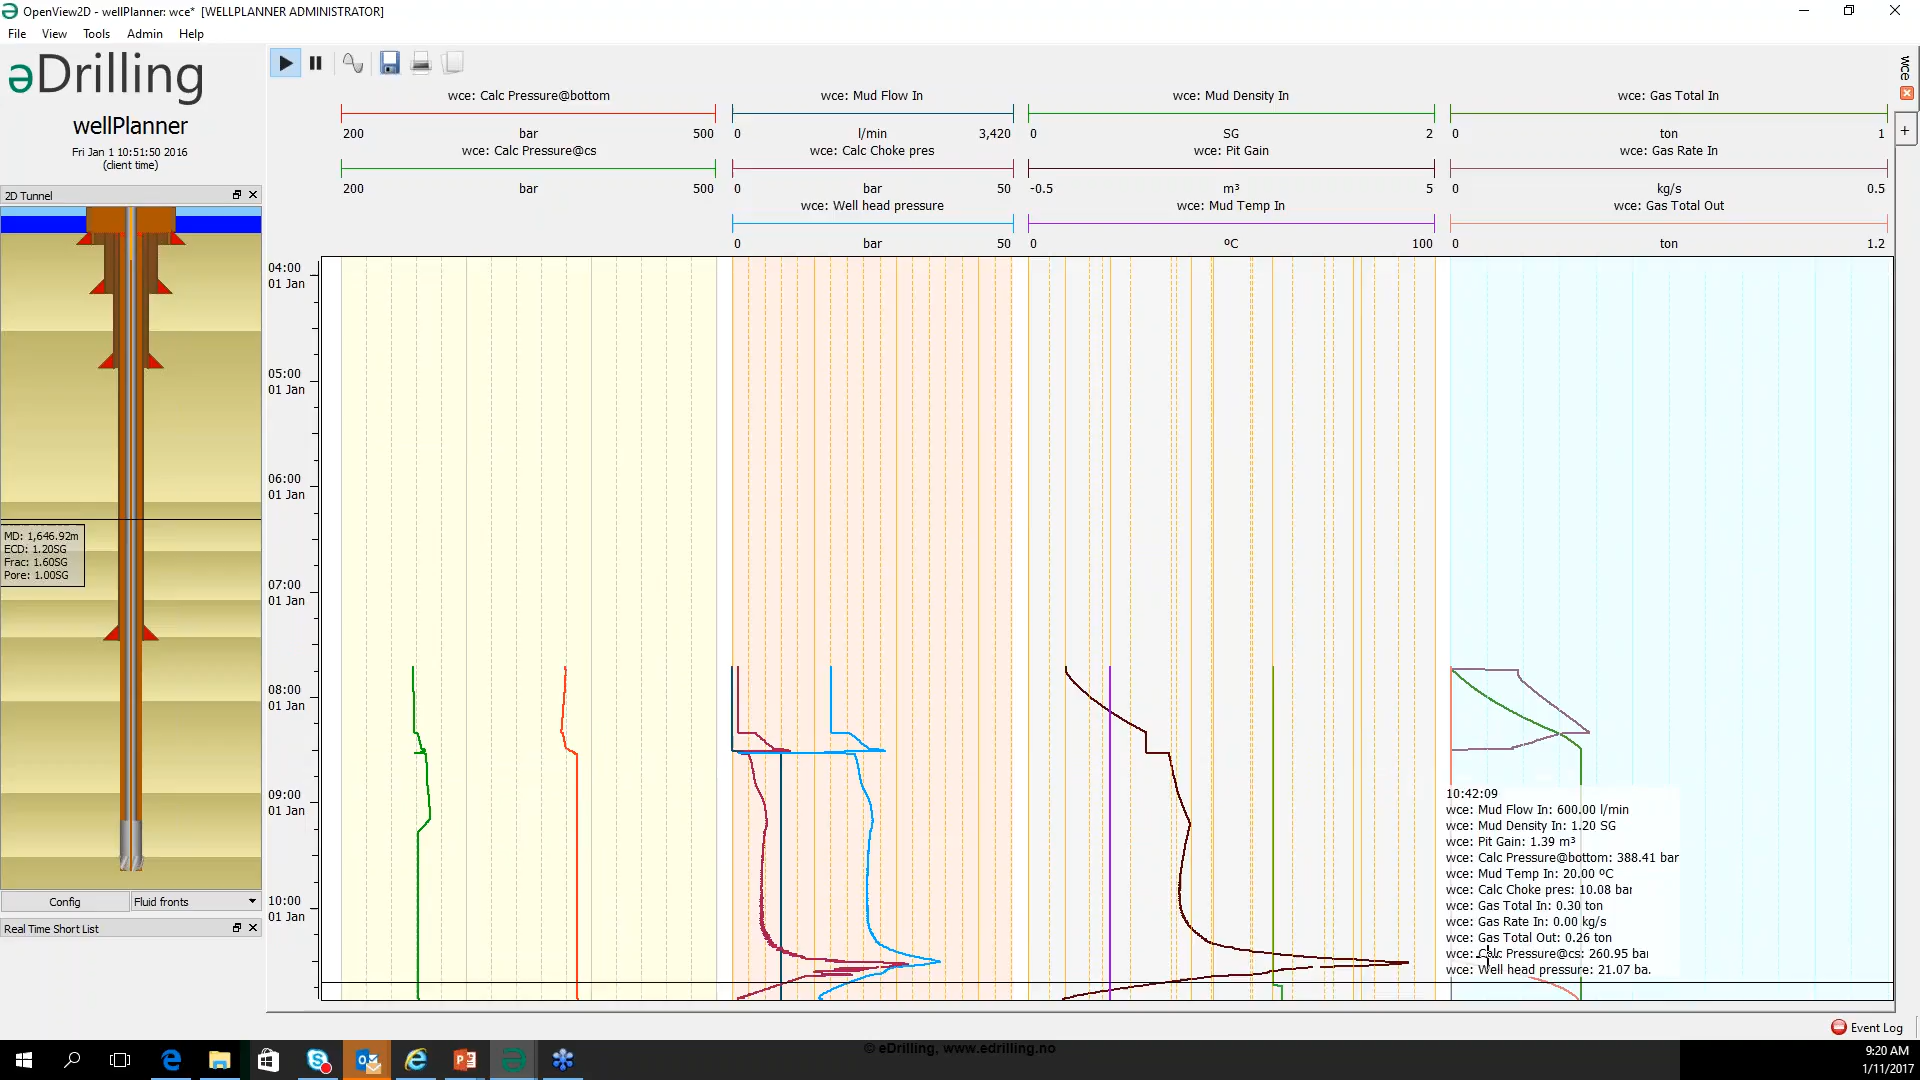 OpenView2D - wellPlanner: wce* [WELLPLANNER ADMINISTRATOR]
File View Tools Admin Help
əDrilling
wellPlanner
Fri Jan 1 10:51:50 2016
(client time)
2D Tunnel
MD: 1,646.92m
ECD: 1.20SG
Frac: 1.60SG
Pore: 1.00SG
Config Fluid fronts
Real Time Short List
wce: Calc Pressure@bottom wce: Mud Flow In wce: Mud Density In wce: Gas Total In
200 bar 500 0 l/min 3,420 0 SG 2 0 ton 1
wce: Calc Pressure@cs wce: Calc Choke pres wce: Pit Gain wce: Gas Rate In
200 bar 500 0 bar 50 -0.5 m³ 5 0 kg/s 0.5
wce: Well head pressure wce: Mud Temp In wce: Gas Total Out
0 bar 50 0 ºC 100 0 ton 1.2
wce
+
04:00
01 Jan
05:00
01 Jan
06:00
01 Jan
07:00
01 Jan
08:00
01 Jan
09:00
01 Jan
10:00
01 Jan
10:42:09
wce: Mud Flow In: 600.00 l/min
wce: Mud Density In: 1.20 SG
wce: Pit Gain: 1.39 m³
wce: Calc Pressure@bottom: 388.41 bar
wce: Mud Temp In: 20.00 ºC
wce: Calc Choke pres: 10.08 bar
wce: Gas Total In: 0.30 ton
wce: Gas Rate In: 0.00 kg/s
wce: Gas Total Out: 0.26 ton
wce: Calc Pressure@cs: 260.95 bar
wce: Well head pressure: 21.07 ba.
Event Log
© eDrilling, www.edrilling.no
9:20 AM
1/11/2017